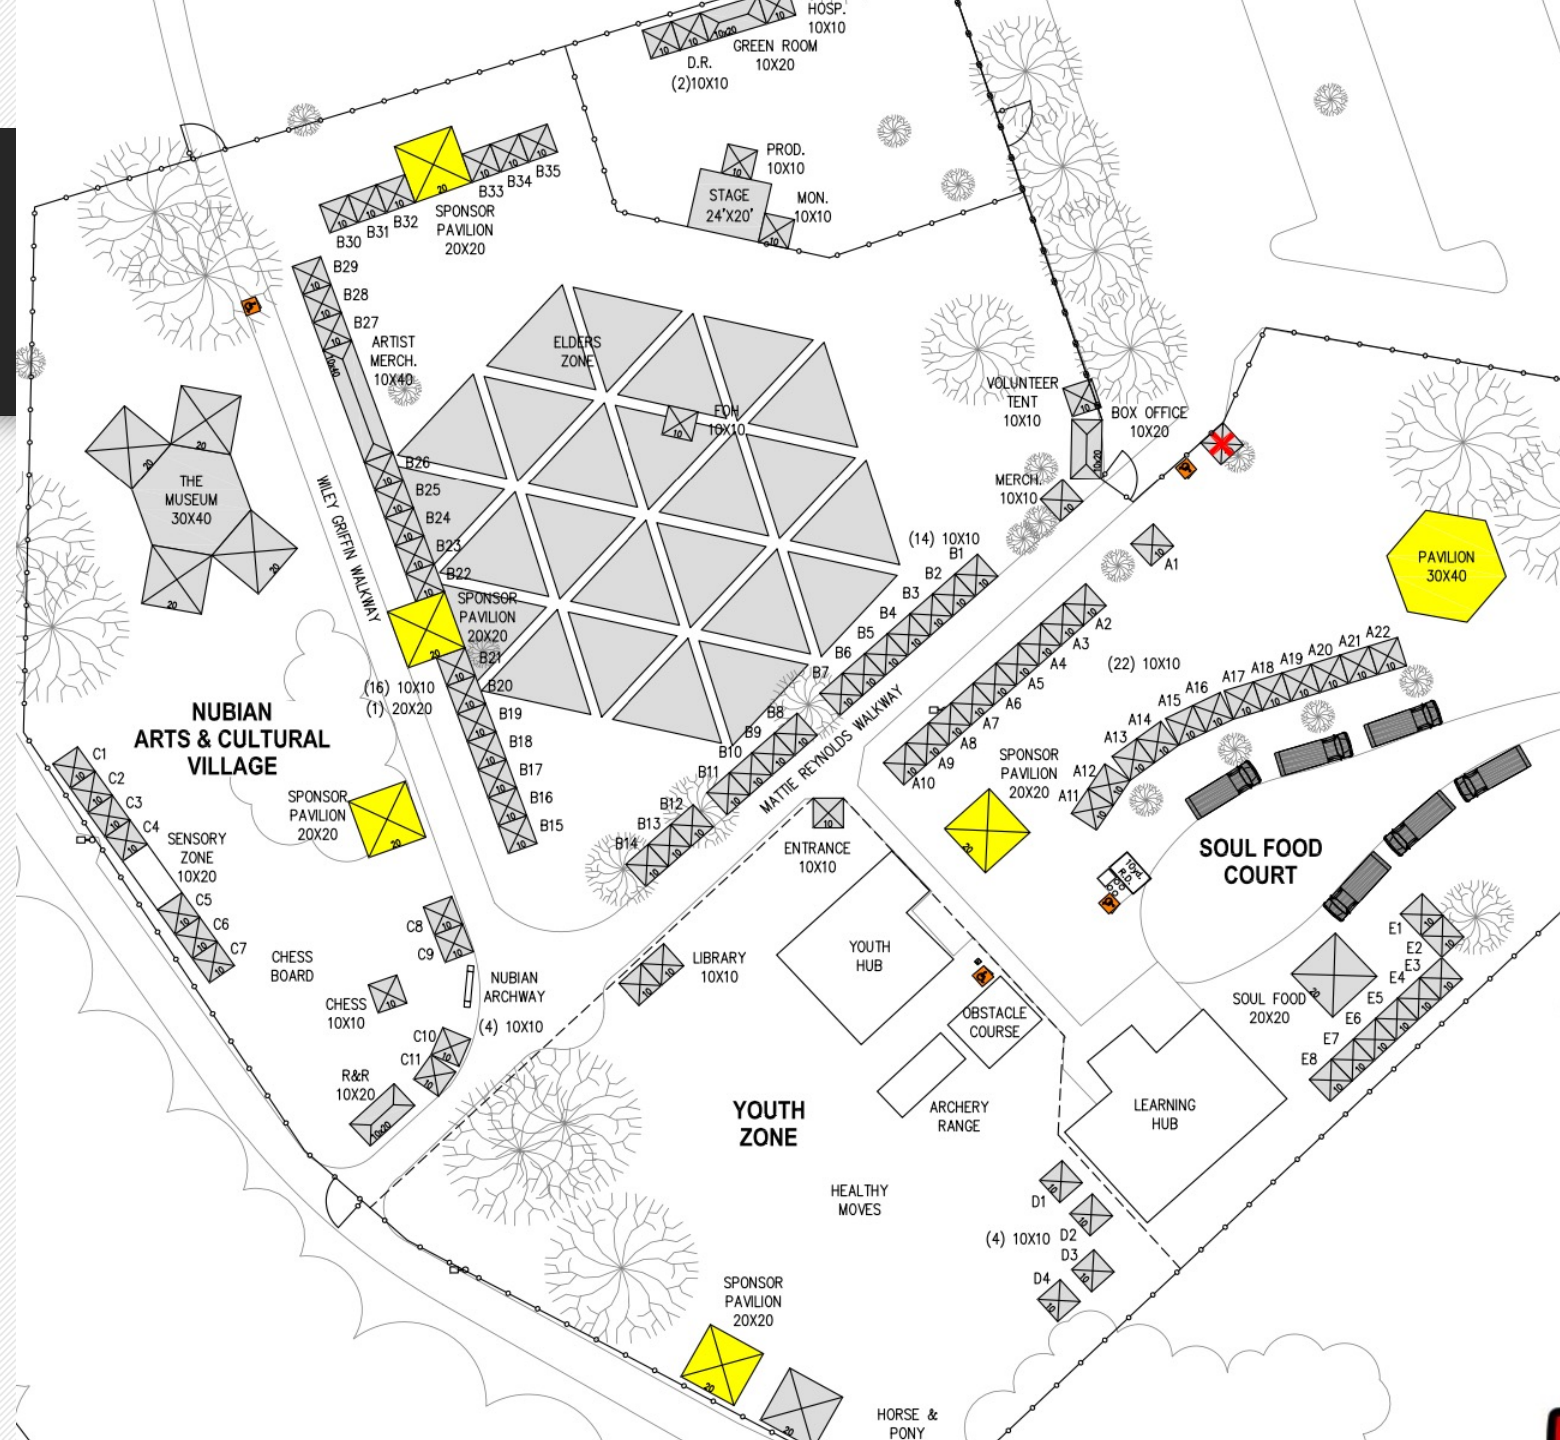 HOSP.
10X10
GREEN ROOM
10X20
D.R.
(2)10X10
PROD.
10X10
STAGE
24'X20'
MON.
10X10
B35
B34
B33
B32
B31
B30
SPONSOR
PAVILION
20X20
B29
B28
B27
ARTIST
MERCH.
10X40
ELDERS
ZONE
FOH
10X10
VOLUNTEER
TENT
10X10
BOX OFFICE
10X20
MERCH.
10X10
THE
MUSEUM
30X40
WILEY GRIFFIN WALKWAY
B26
B25
B24
B23
B22
SPONSOR
PAVILION
20X20
B21
B20
B19
B18
B17
B16
B15
(16) 10X10
(1) 20X20
(14) 10X10
B1
B2
B3
B4
B5
B6
B7
B8
B9
B10
B11
B12
B13
B14
MATTIE REYNOLDS WALKWAY
A1
A2
A3
A4
A5
A6
A7
A8
A9
A10
(22) 10X10
A22
A21
A20
A19
A18
A17
A16
A15
A14
A13
A12
A11
PAVILION
30X40
SPONSOR
PAVILION
20X20
NUBIAN
ARTS & CULTURAL
VILLAGE
C1
C2
C3
C4
SENSORY
ZONE
10X20
C5
C6
C7
SPONSOR
PAVILION
20X20
C8
C9
CHESS
BOARD
CHESS
10X10
NUBIAN
ARCHWAY
(4) 10X10
C10
C11
R&R
10X20
ENTRANCE
10X10
LIBRARY
10X10
YOUTH
HUB
OBSTACLE
COURSE
ARCHERY
RANGE
YOUTH
ZONE
HEALTHY
MOVES
SOUL FOOD
COURT
10yd.
R.D.
SOUL FOOD
20X20
E1
E2
E3
E4
E5
E6
E7
E8
LEARNING
HUB
D1
D2
(4) 10X10
D3
D4
SPONSOR
PAVILION
20X20
HORSE &
PONY